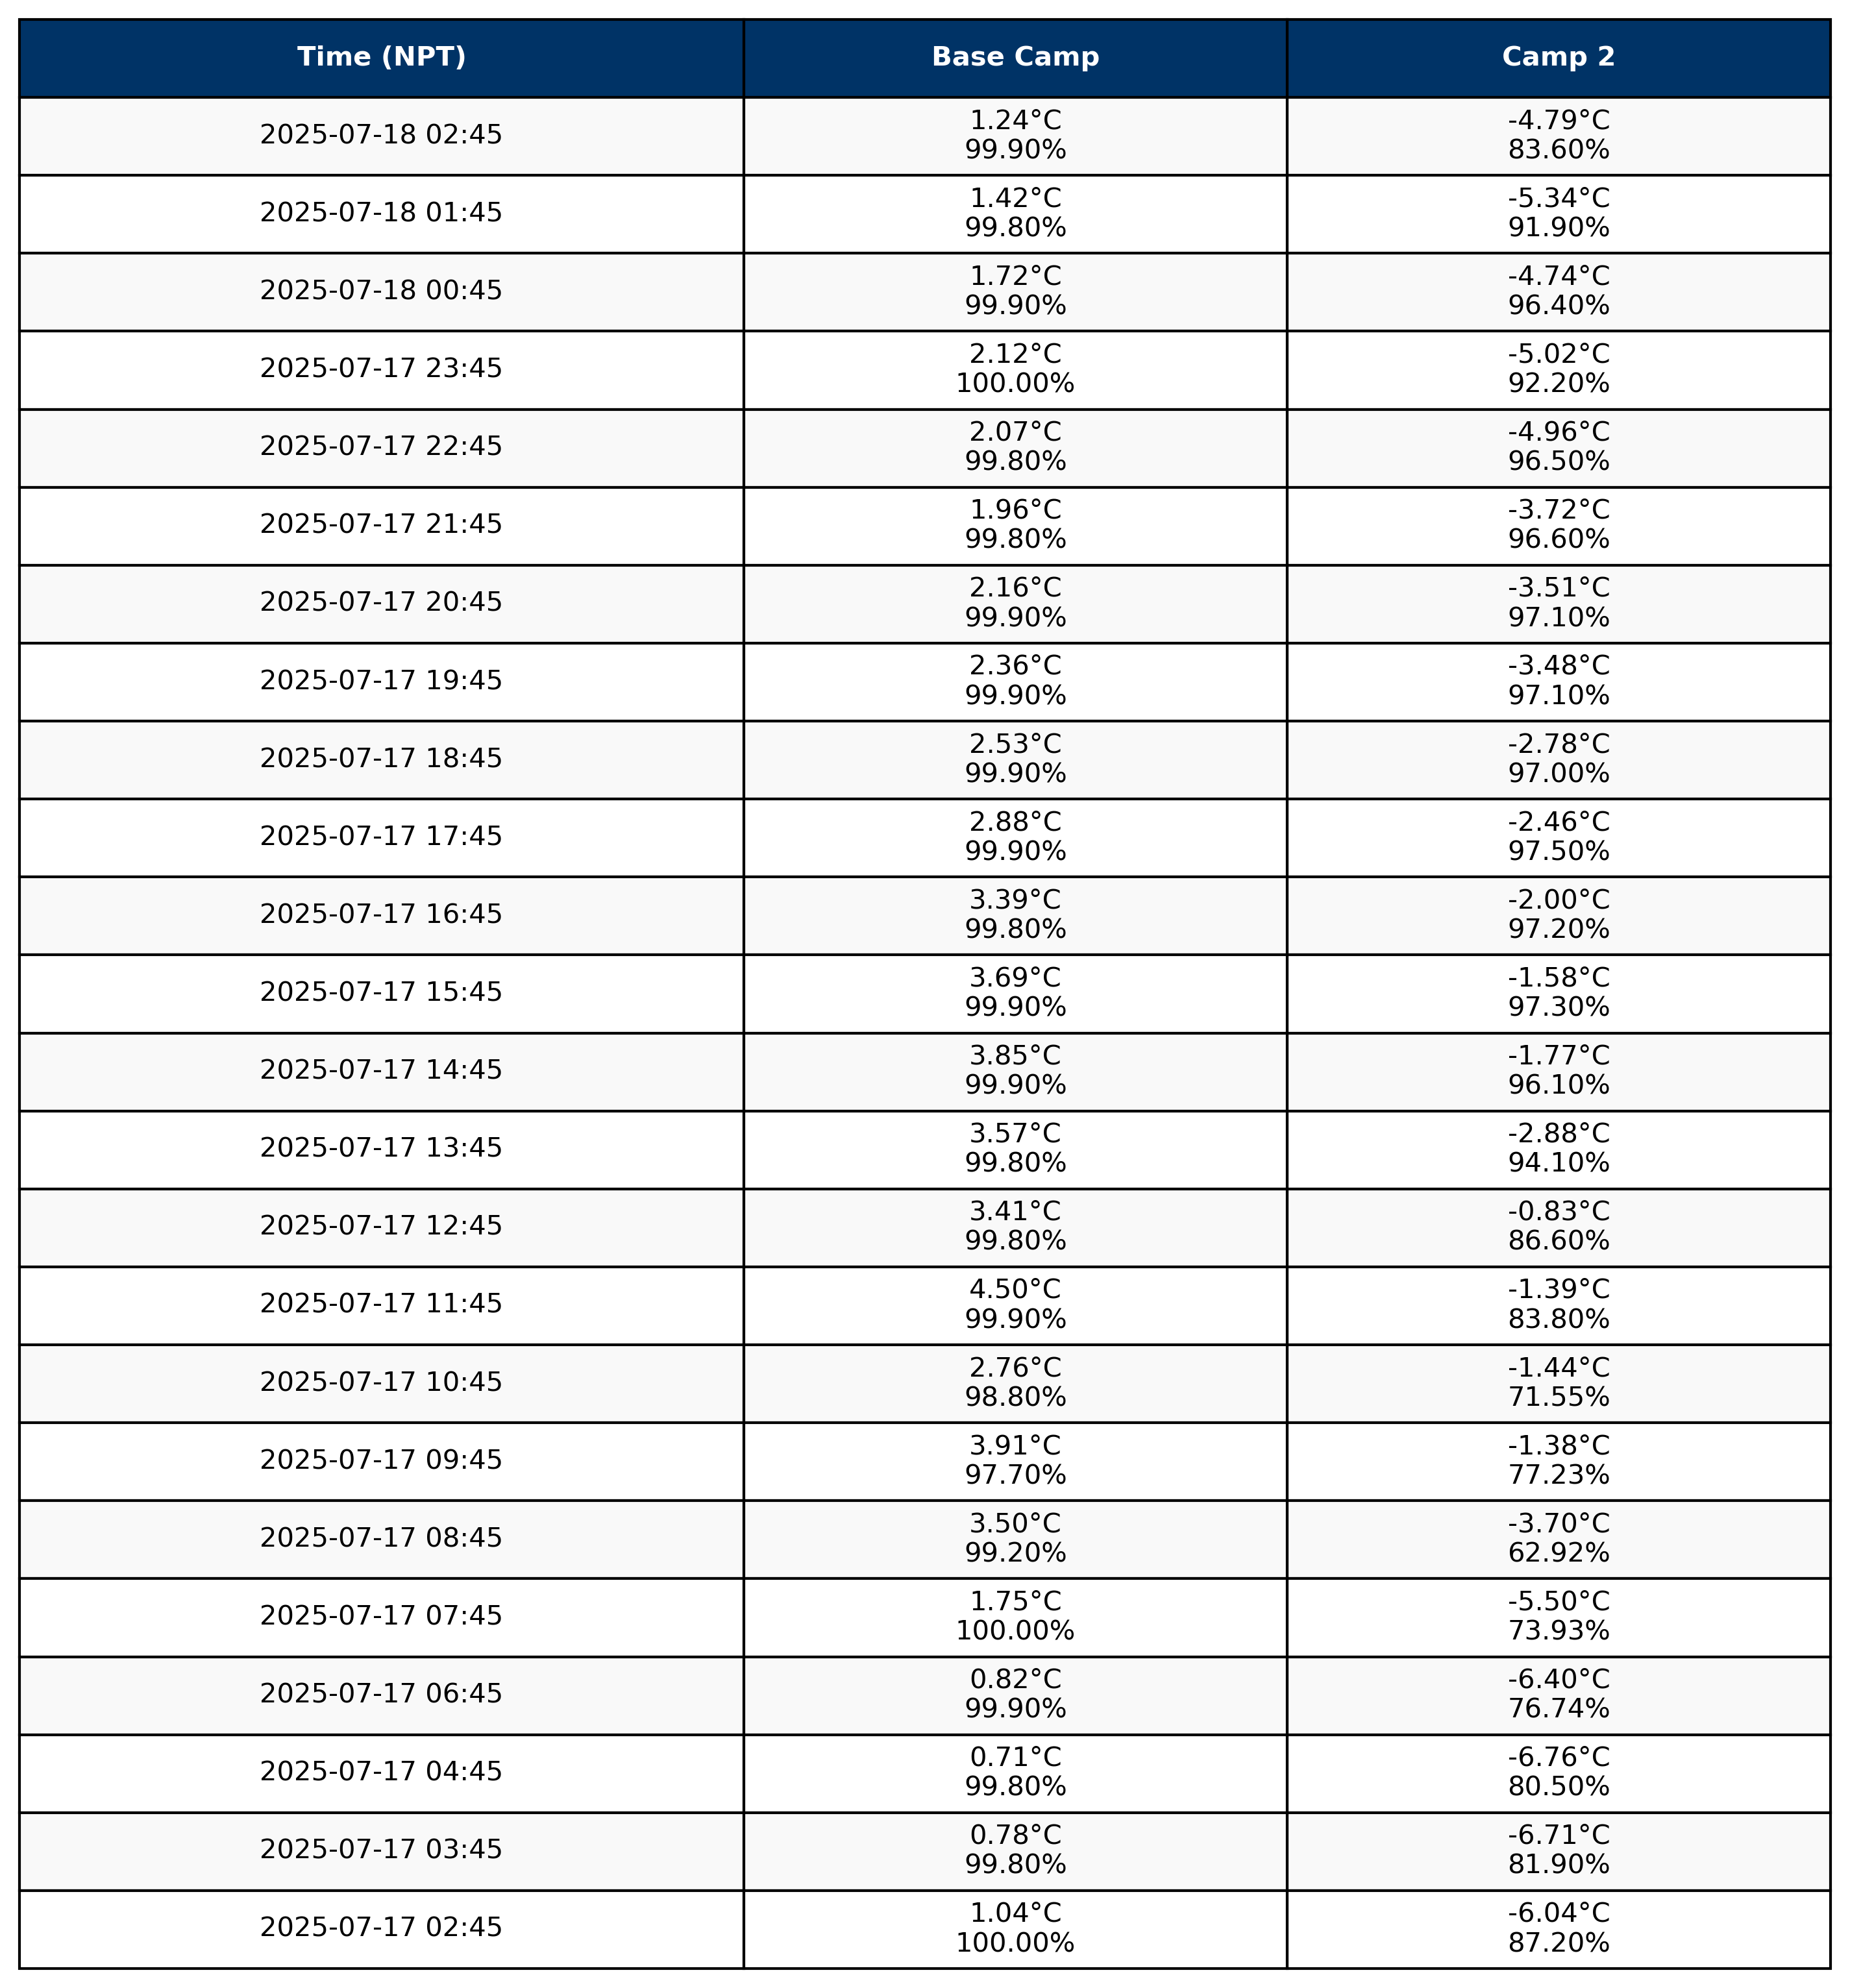 Time (NPT) Base Camp Camp 2
2025-07-18 02:45 1.24°C -4.79°C
99.90% 83.60%
2025-07-18 01:45 1.42°C -5.34°C
99.80% 91.90%
2025-07-18 00:45 1.72°C -4.74°C
99.90% 96.40%
2025-07-17 23:45 2.12°C -5.02°C
100.00% 92.20%
2025-07-17 22:45 2.07°C -4.96°C
99.80% 96.50%
2025-07-17 21:45 1.96°C -3.72°C
99.80% 96.60%
2025-07-17 20:45 2.16°C -3.51°C
99.90% 97.10%
2025-07-17 19:45 2.36°C -3.48°C
99.90% 97.10%
2025-07-17 18:45 2.53°C -2.78°C
99.90% 97.00%
2025-07-17 17:45 2.88°C -2.46°C
99.90% 97.50%
2025-07-17 16:45 3.39°C -2.00°C
99.80% 97.20%
2025-07-17 15:45 3.69°C -1.58°C
99.90% 97.30%
2025-07-17 14:45 3.85°C -1.77°C
99.90% 96.10%
2025-07-17 13:45 3.57°C -2.88°C
99.80% 94.10%
2025-07-17 12:45 3.41°C -0.83°C
99.80% 86.60%
2025-07-17 11:45 4.50°C -1.39°C
99.90% 83.80%
2025-07-17 10:45 2.76°C -1.44°C
98.80% 71.55%
2025-07-17 09:45 3.91°C -1.38°C
97.70% 77.23%
2025-07-17 08:45 3.50°C -3.70°C
99.20% 62.92%
2025-07-17 07:45 1.75°C -5.50°C
100.00% 73.93%
2025-07-17 06:45 0.82°C -6.40°C
99.90% 76.74%
2025-07-17 04:45 0.71°C -6.76°C
99.80% 80.50%
2025-07-17 03:45 0.78°C -6.71°C
99.80% 81.90%
2025-07-17 02:45 1.04°C -6.04°C
100.00% 87.20%